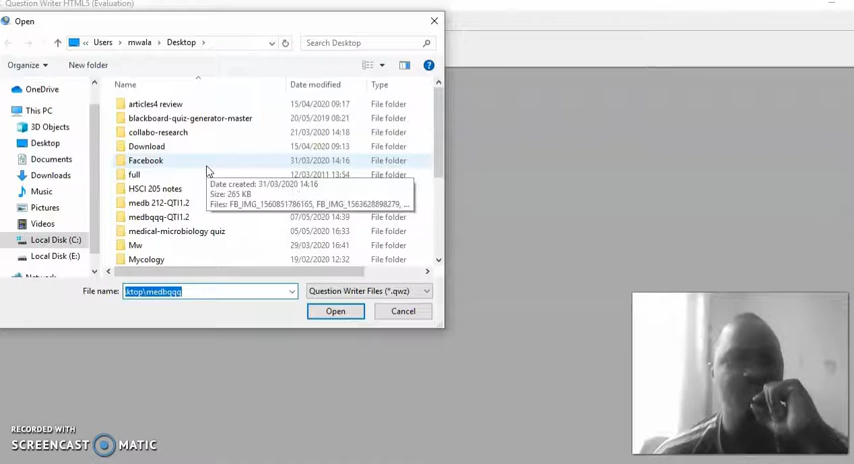 Question Writer HTML5 (Evaluation)
Open
« Users › mwala › Desktop ›
Search Desktop
Organize
New folder
Name
Date modified
Type
OneDrive
This PC
3D Objects
Desktop
Documents
Downloads
Music
Pictures
Videos
Local Disk (C:)
Local Disk (E:)
Network
articles4 review 15/04/2020 09:17 File folder
blackboard-quiz-generator-master 20/05/2019 08:21 File folder
collabo-research 21/03/2020 14:18 File folder
Download 15/04/2020 09:13 File folder
Facebook 31/03/2020 14:16 File folder
full 12/03/2011 13:54 File folder
HSCI 205 notes
medb 212-QTI1.2
medbqqq-QTI1.2 07/05/2020 14:39 File folder
medical-microbiology quiz 05/05/2020 16:33 File folder
Mw 29/03/2020 16:41 File folder
Mycology 19/02/2020 12:32 File folder
Date created: 31/03/2020 14:16
Size: 265 KB
Files: FB_IMG_1560851786165, FB_IMG_1563628898279, ...
File name: ktop\medbqqq
Question Writer Files (*.qwz)
Open
Cancel
RECORDED WITH
SCREENCAST MATIC